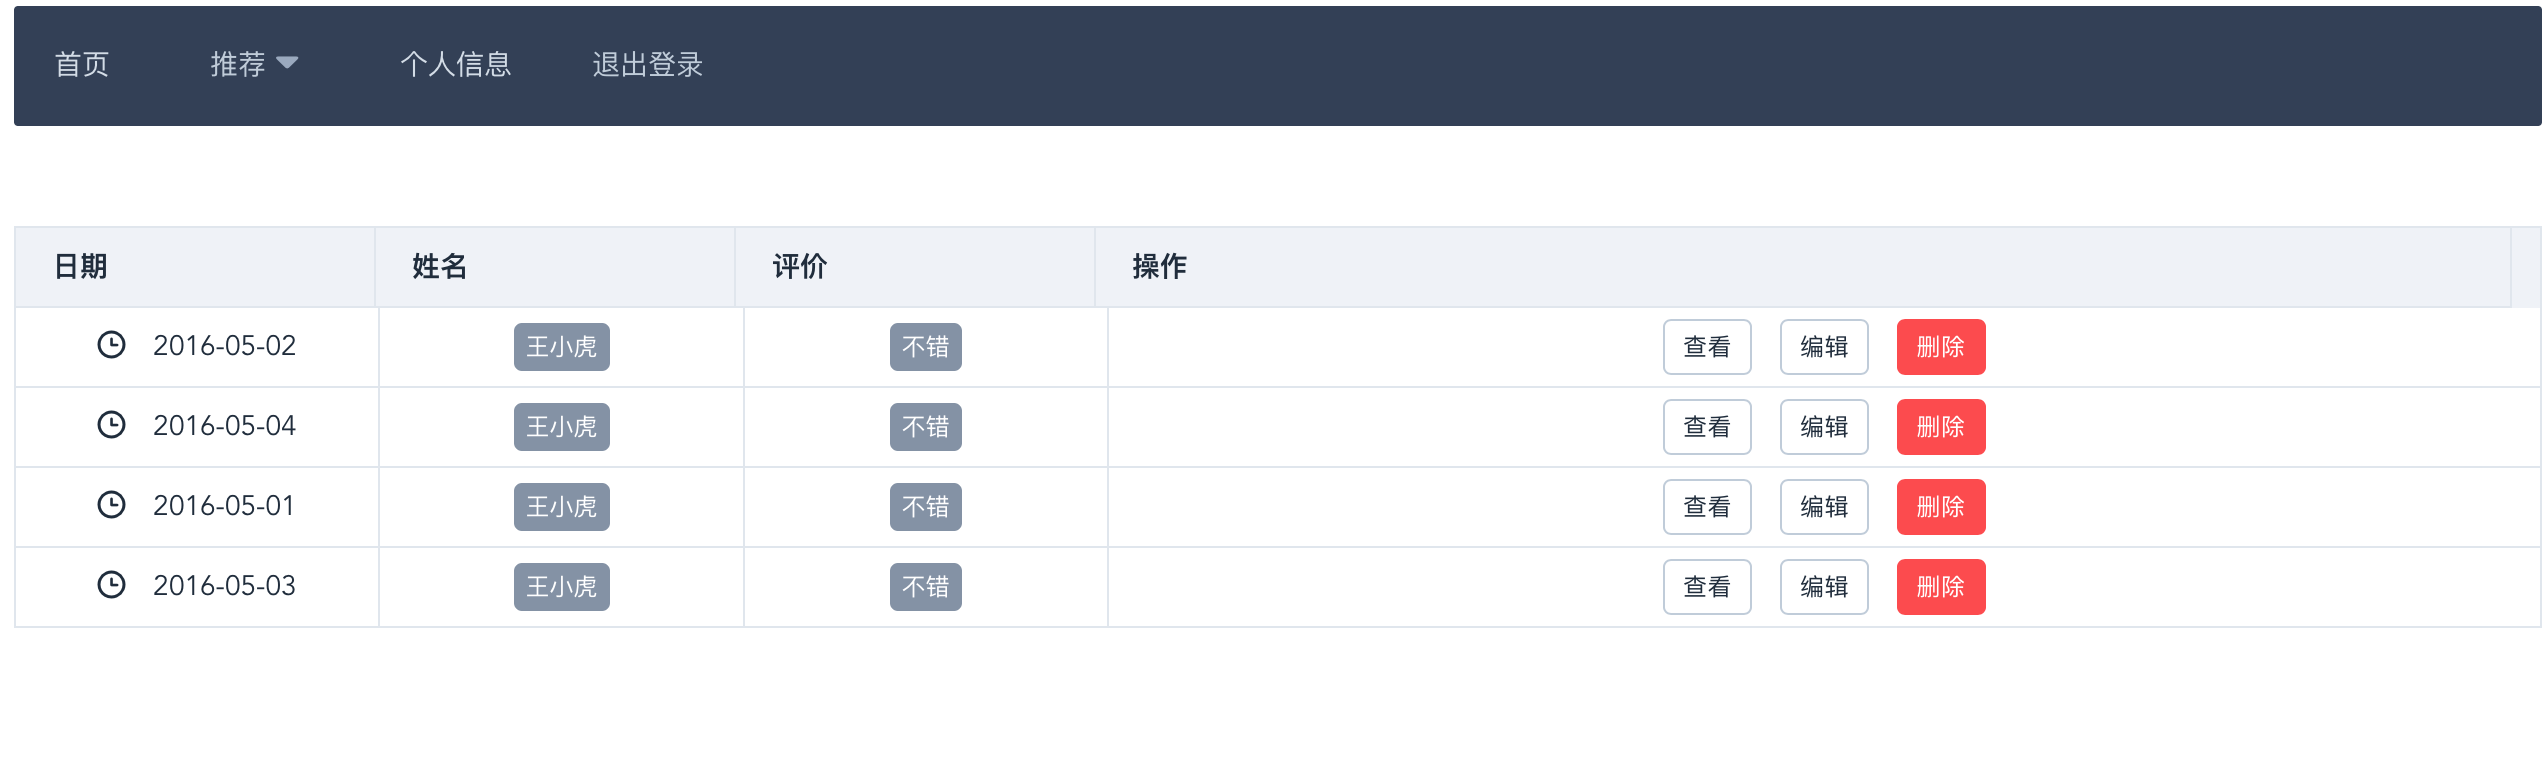 首页 推荐 个人信息 退出登录
日期 姓名 评价 操作
2016-05-02 王小虎 不错 查看 编辑 删除
2016-05-04 王小虎 不错 查看 编辑 删除
2016-05-01 王小虎 不错 查看 编辑 删除
2016-05-03 王小虎 不错 查看 编辑 删除